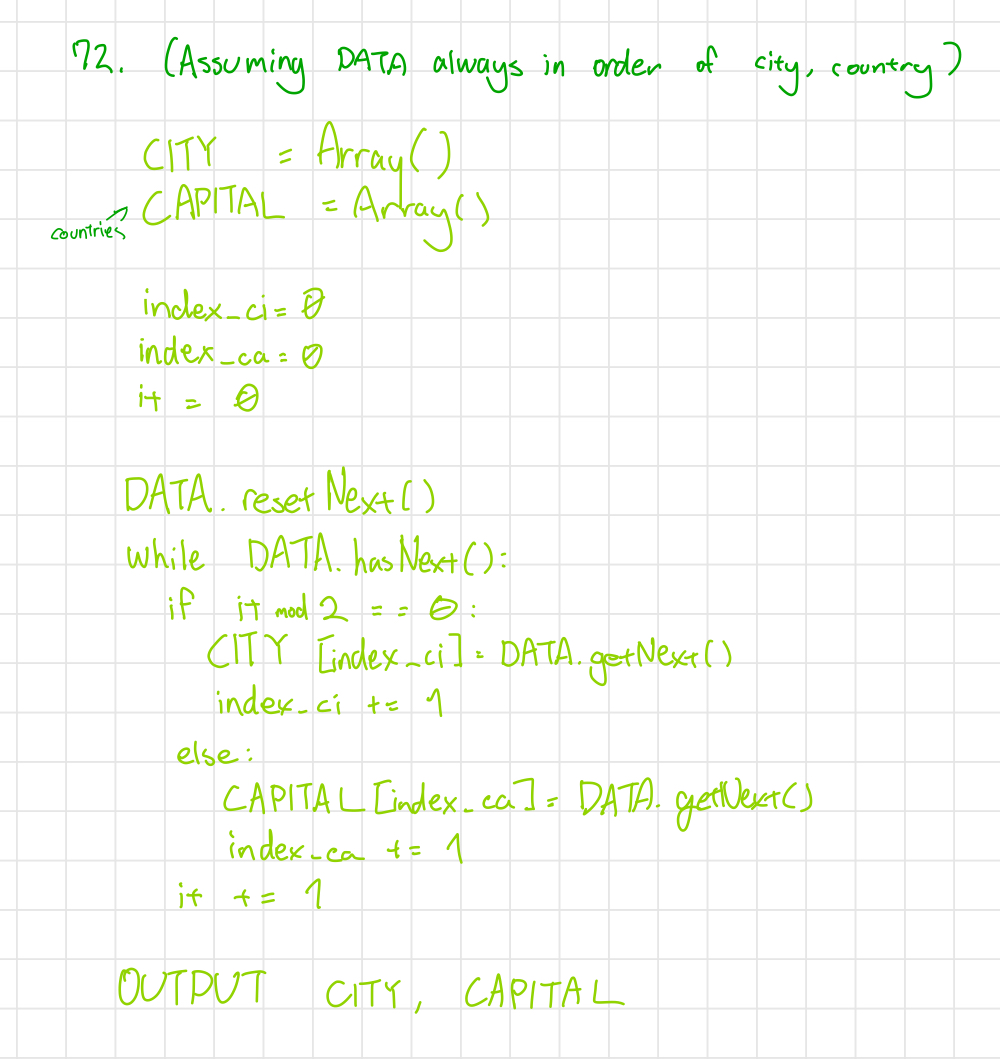 72. (Assuming DATA always in order of city, country)
CITY = Array()
CAPITAL = Array()
countries
index_ci = 0
index_ca = 0
it = 0
DATA. resetNext()
while DATA. hasNext():
if it mod 2 == 0:
CITY [index_ci] = DATA.getNext()
index_ci += 1
else:
CAPITAL [index_ca] = DATA. getNext()
index_ca += 1
it += 1
OUTPUT CITY, CAPITAL